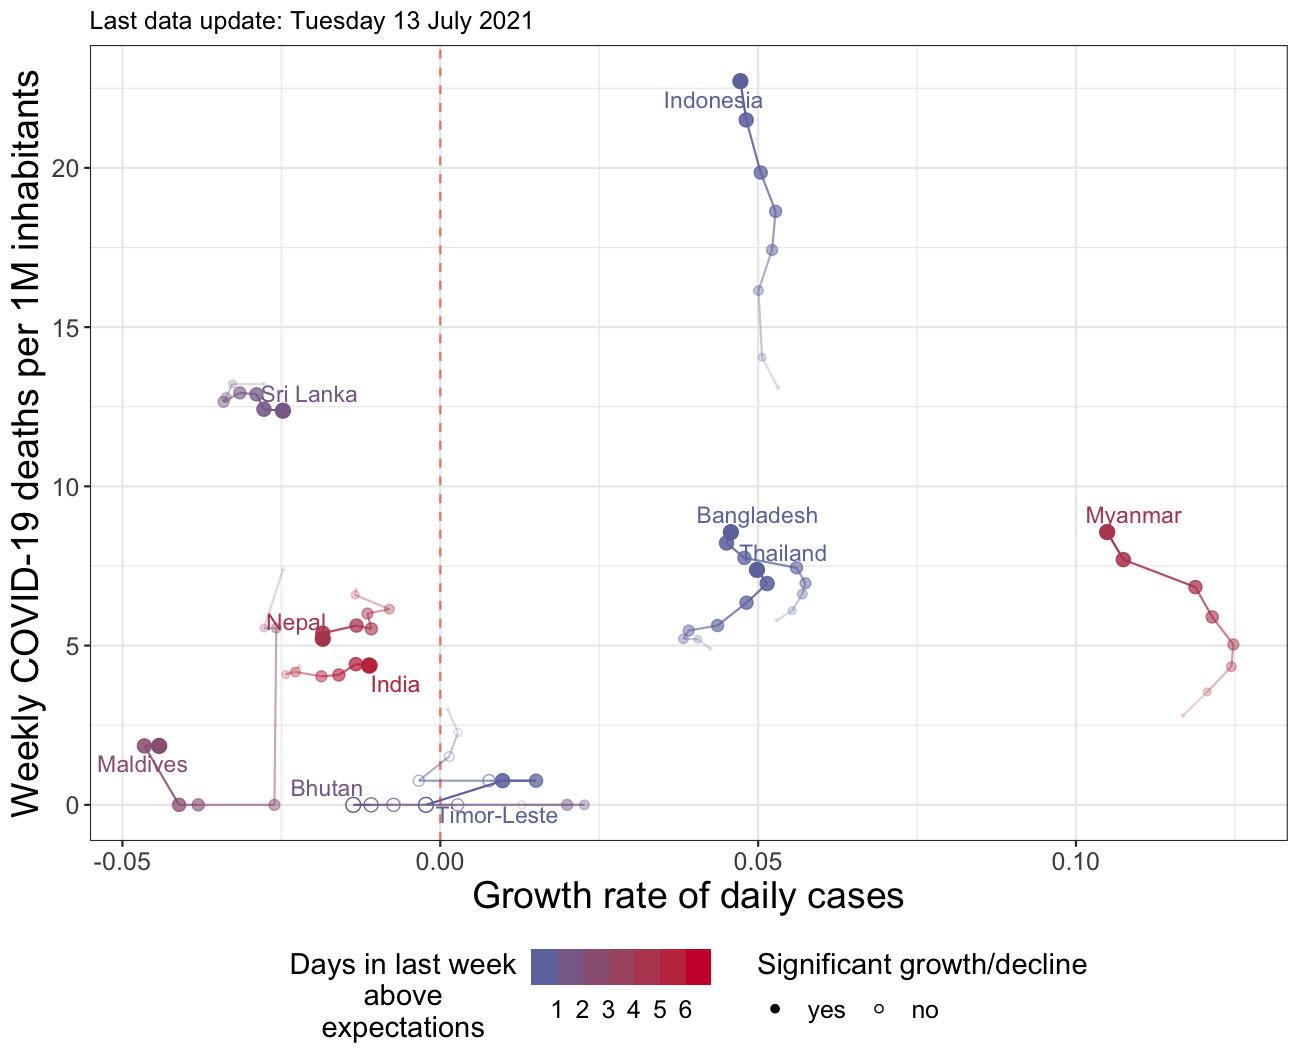 Last data update: Tuesday 13 July 2021
Weekly COVID-19 deaths per 1M inhabitants
20
15
10
5
0
Indonesia
Sri Lanka
Bangladesh
Myanmar
Thailand
Nepal
India
Maldives
Bhutan
Timor-Leste
-0.05 0.00 0.05 0.10
Growth rate of daily cases
Days in last week
above
expectations
1 2 3 4 5 6
Significant growth/decline
yes no